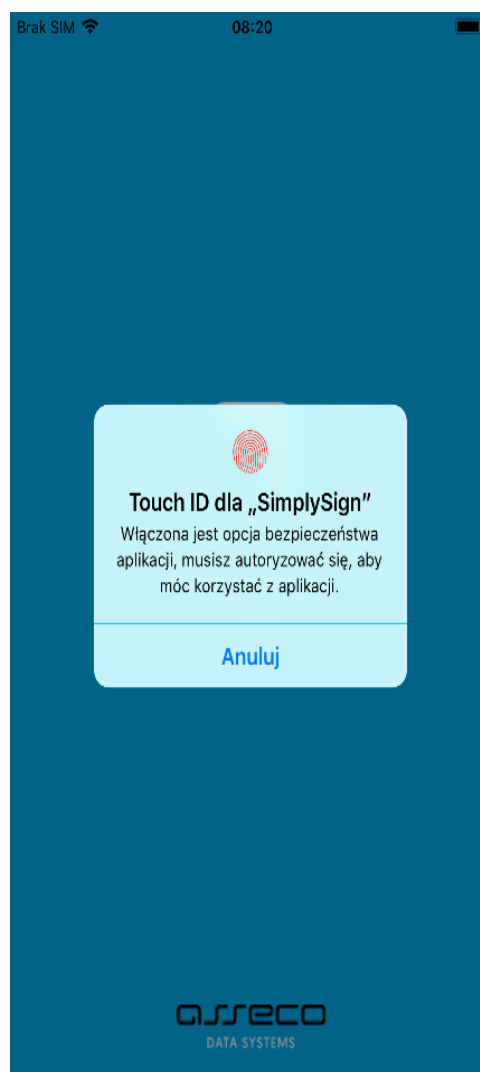 Brak SIM 08:20
Touch ID dla „SimplySign”
Włączona jest opcja bezpieczeństwa
aplikacji, musisz autoryzować się, aby
móc korzystać z aplikacji.
Anuluj
asseco
DATA SYSTEMS